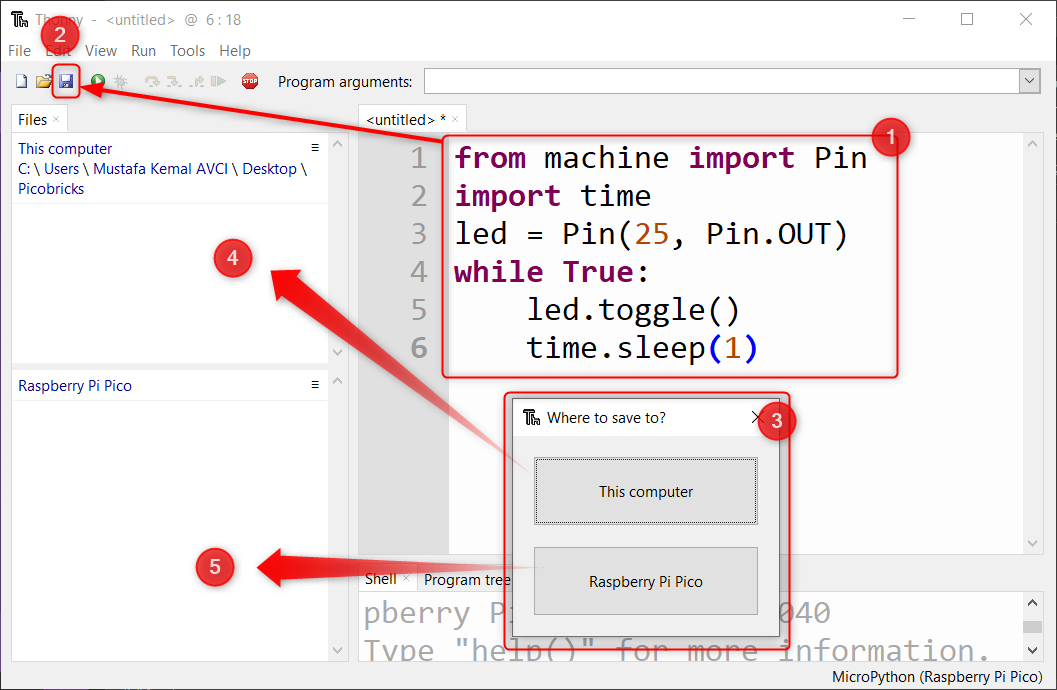 Thonny - <untitled> @ 6 : 18
2
File Edit View Run Tools Help
STOP
Program arguments:
Files ×
<untitled> * ×
This computer
C: \ Users \ Mustafa Kemal AVCI \ Desktop \
Picobricks
1
1 from machine import Pin
2 import time
3 led = Pin(25, Pin.OUT)
4 while True:
5 led.toggle()
6 time.sleep(1)
4
Raspberry Pi Pico
Th Where to save to?
3
This computer
Raspberry Pi Pico
5
Shell × Program tree
pberry Pi 040
Type "help()" for more information.
MicroPython (Raspberry Pi Pico)